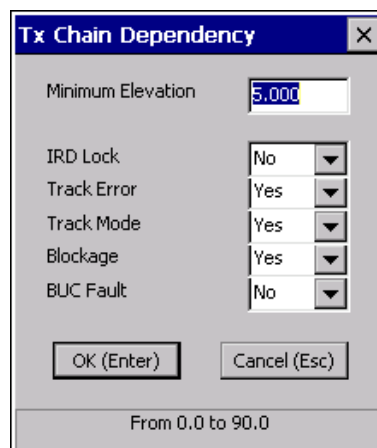 Tx Chain Dependency
Minimum Elevation 5.000
IRD Lock No
Track Error Yes
Track Mode Yes
Blockage Yes
BUC Fault No
OK (Enter) Cancel (Esc)
From 0.0 to 90.0